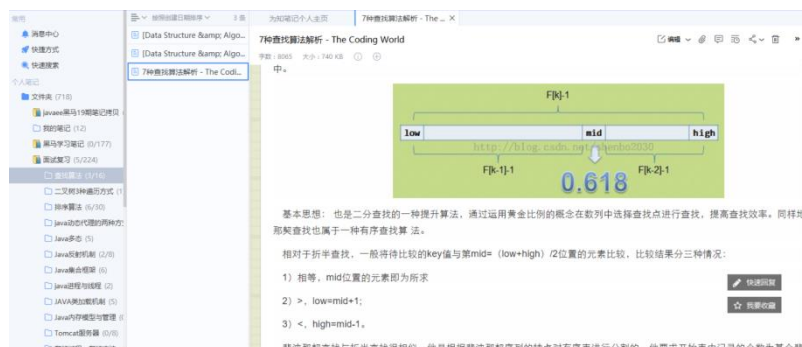 消息中心
快捷方式
快速搜索
个人笔记
文件夹 (718)
javaee黑马19期笔记拷贝
我的笔记 (12)
黑马学习笔记 (0/177)
面试复习 (5/224)
查找算法 (3/16)
二叉树3种遍历方式 (1
排序算法 (6/30)
java动态代理的两种方
Java多态 (5)
Java反射机制 (2/8)
Java集合框架 (6)
java进程与线程 (2)
JAVA类加载机制 (5)
Java内存模型与管理 (
Tomcat服务器 (0/8)
按照创建日期排序
3 条
[Data Structure &amp; Algo...
[Data Structure &amp; Algo...
7种查找算法解析 - The Codi...
为知笔记个人主页
7种查找算法解析 - The ... ×
7种查找算法解析 - The Coding World
编辑
字数：8065 大小：740 KB
中。
F[k]-1
low mid high
http://blog.csdn.net/shenbo2030
F[k-1]-1 F[k-2]-1
0.618
基本思想： 也是二分查找的一种提升算法，通过运用黄金比例的概念在数列中选择查找点进行查找，提高查找效率。同样地
那契查找也属于一种有序查找算 法。
相对于折半查找，一般将待比较的key值与第mid=（low+high）/2位置的元素比较，比较结果分三种情况：
1）相等，mid位置的元素即为所求
2）>，low=mid+1;
3）<，high=mid-1。
快速回复
我要收藏